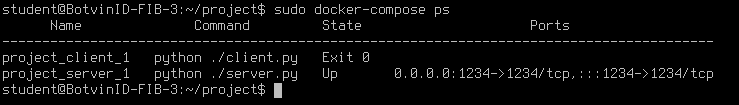 student@BotvinID-FIB-3:~/project$ sudo docker-compose ps
Name Command State Ports
--------------------------------------------------------------------------------------
project_client_1 python ./client.py Exit 0
project_server_1 python ./server.py Up 0.0.0.0:1234->1234/tcp,:::1234->1234/tcp
student@BotvinID-FIB-3:~/project$